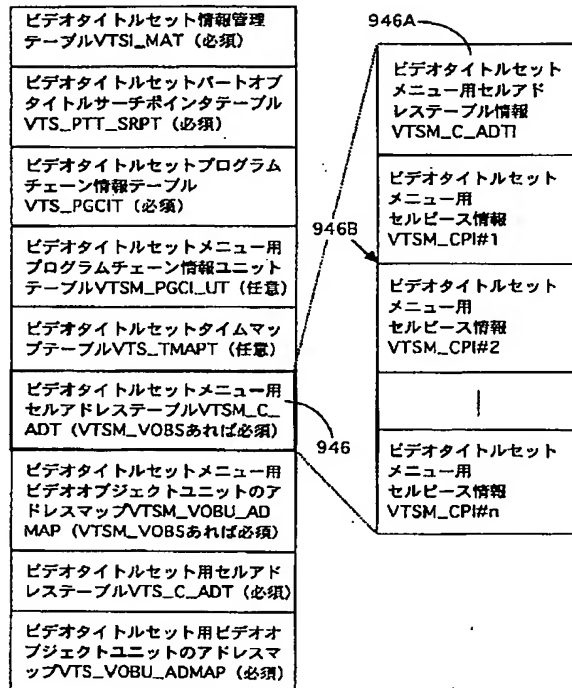 ビデオタイトルセット情報管理
テーブルVTSI_MAT (必須)
ビデオタイトルセットパートオブ
タイトルサーチポインタテーブル
VTS_PTT_SRPT (必須)
ビデオタイトルセットプログラム
チェーン情報テーブル
VTS_PGCIT (必須)
ビデオタイトルセットメニュー用
プログラムチェーン情報ユニット
テーブルVTSM_PGCI_UT (任意)
ビデオタイトルセットタイムマッ
プテーブルVTS_TMAPT (任意)
ビデオタイトルセットメニュー用
セルアドレステーブルVTSM_C_
ADT (VTSM_VOBSあれば必須)
ビデオタイトルセットメニュー用
ビデオオブジェクトユニットのア
ドレスマップVTSM_VOBU_AD
MAP (VTSM_VOBSあれば必須)
ビデオタイトルセット用セルアド
レステーブルVTS_C_ADT (必須)
ビデオタイトルセット用ビデオオ
ブジェクトユニットのアドレスマ
ップVTS_VOBU_ADMAP (必須)
946
946A
946B
ビデオタイトルセット
メニュー用セルアド
レステーブル情報
VTSM_C_ADTI
ビデオタイトルセット
メニュー用
セルピース情報
VTSM_CPI#1
ビデオタイトルセット
メニュー用
セルピース情報
VTSM_CPI#2
ビデオタイトルセット
メニュー用
セルピース情報
VTSM_CPI#n